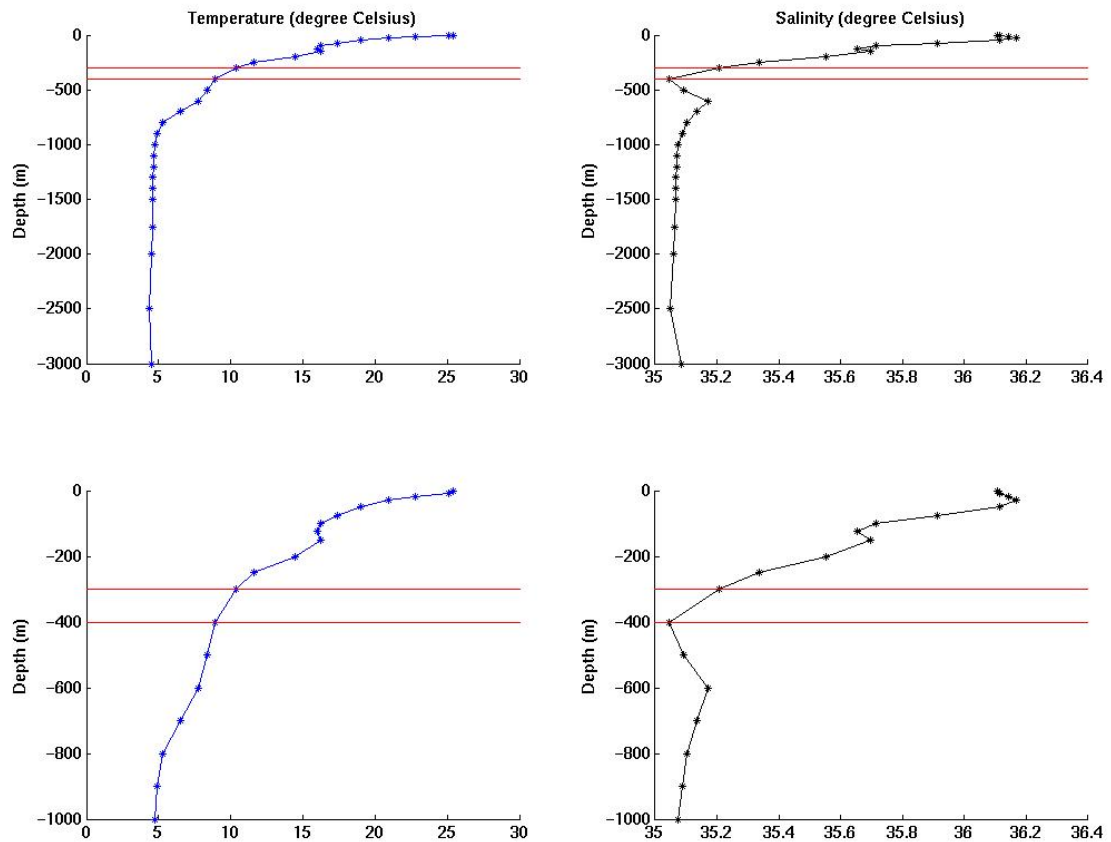 Temperature (degree Celsius)
Salinity (degree Celsius)
0
−500
−1000
−1500
−2000
−2500
−3000
Depth (m)
0 5 10 15 20 25 30
0
−500
−1000
−1500
−2000
−2500
−3000
Depth (m)
35 35.2 35.4 35.6 35.8 36 36.2 36.4
0
−200
−400
−600
−800
−1000
Depth (m)
0 5 10 15 20 25 30
0
−200
−400
−600
−800
−1000
Depth (m)
35 35.2 35.4 35.6 35.8 36 36.2 36.4